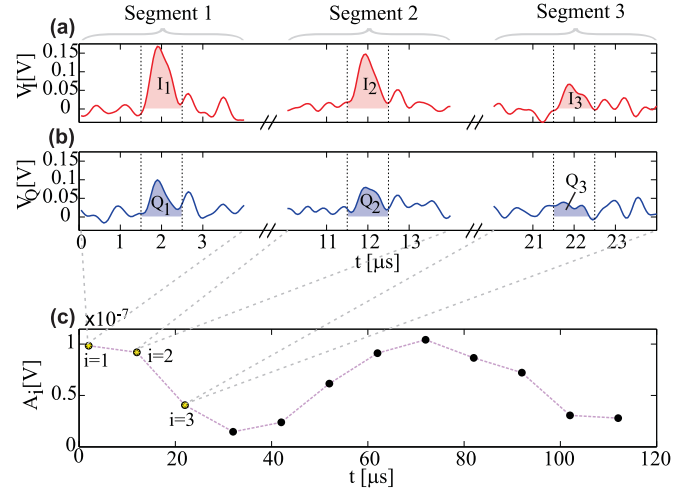 Segment 1 Segment 2 Segment 3
(a)
V_I[V]
0.15
0.1
0.05
0
I_1 I_2 I_3
(b)
V_Q[V]
0.15
0.1
0.05
0
Q_1 Q_2 Q_3
0 1 2 3 11 12 13 21 22 23
t [μs]
(c)
x10^-7
A_i[V]
1
0.5
0
i=1 i=2 i=3
0 20 40 60 80 100 120
t [μs]